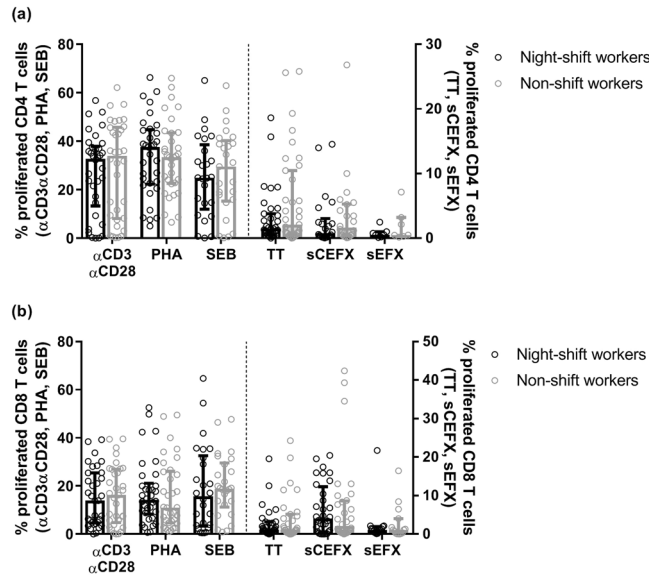 (a)
% proliferated CD4 T cells
(αCD3αCD28, PHA, SEB)
80
60
40
20
0
αCD3
αCD28
PHA
SEB
TT
sCEFX
sEFX
30
20
10
0
% proliferated CD4 T cells
(TT, sCEFX, sEFX)
Night-shift workers
Non-shift workers
(b)
% proliferated CD8 T cells
(αCD3αCD28, PHA, SEB)
80
60
40
20
0
αCD3
αCD28
PHA
SEB
TT
sCEFX
sEFX
50
40
30
20
10
0
% proliferated CD8 T cells
(TT, sCEFX, sEFX)
Night-shift workers
Non-shift workers